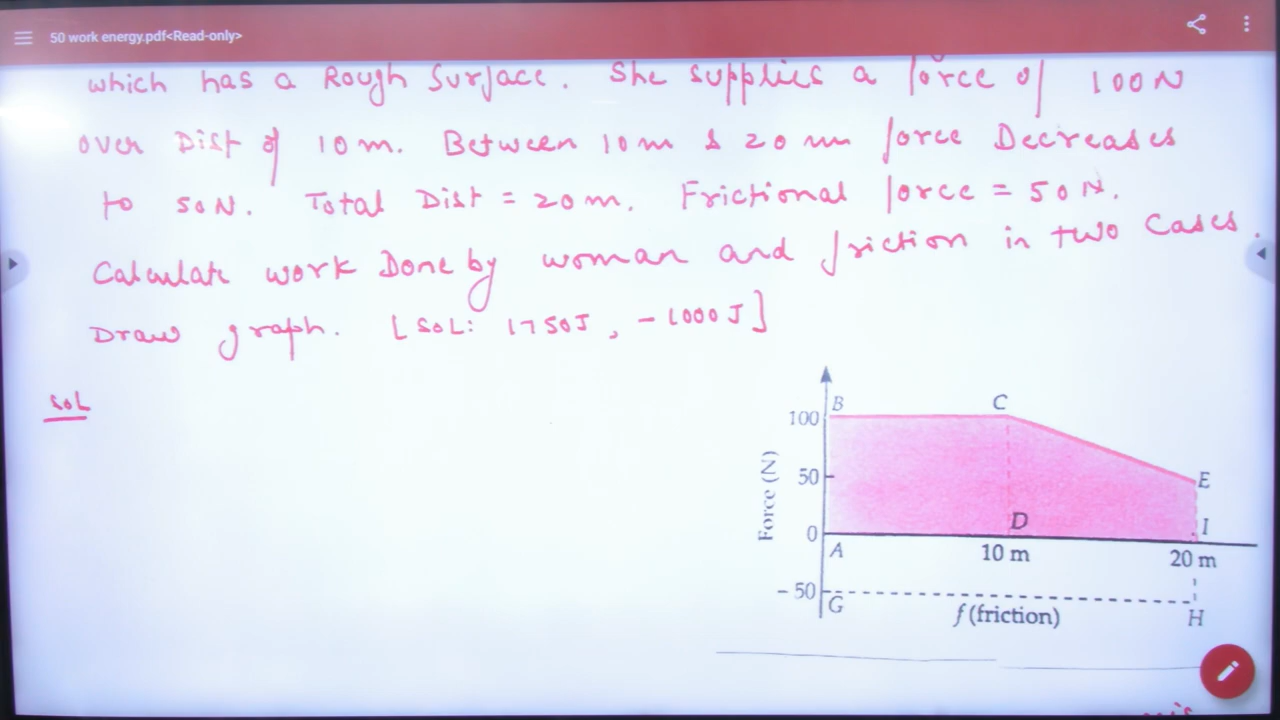 50 work energy.pdf<Read-only>
which has a Rough Surface. She supplies a force of 100N
over Dist of 10m. Between 10m & 20m force Decreases
to 50N. Total Dist = 20m. Frictional force = 50N.
Calculate work Done by woman and friction in two Cases.
Draw graph. [SOL: 1750J, -1000J]
SOL
B
C
100
Force (N)
50
E
0
D
I
A
10 m
20 m
- 50
G
f (friction)
H
is